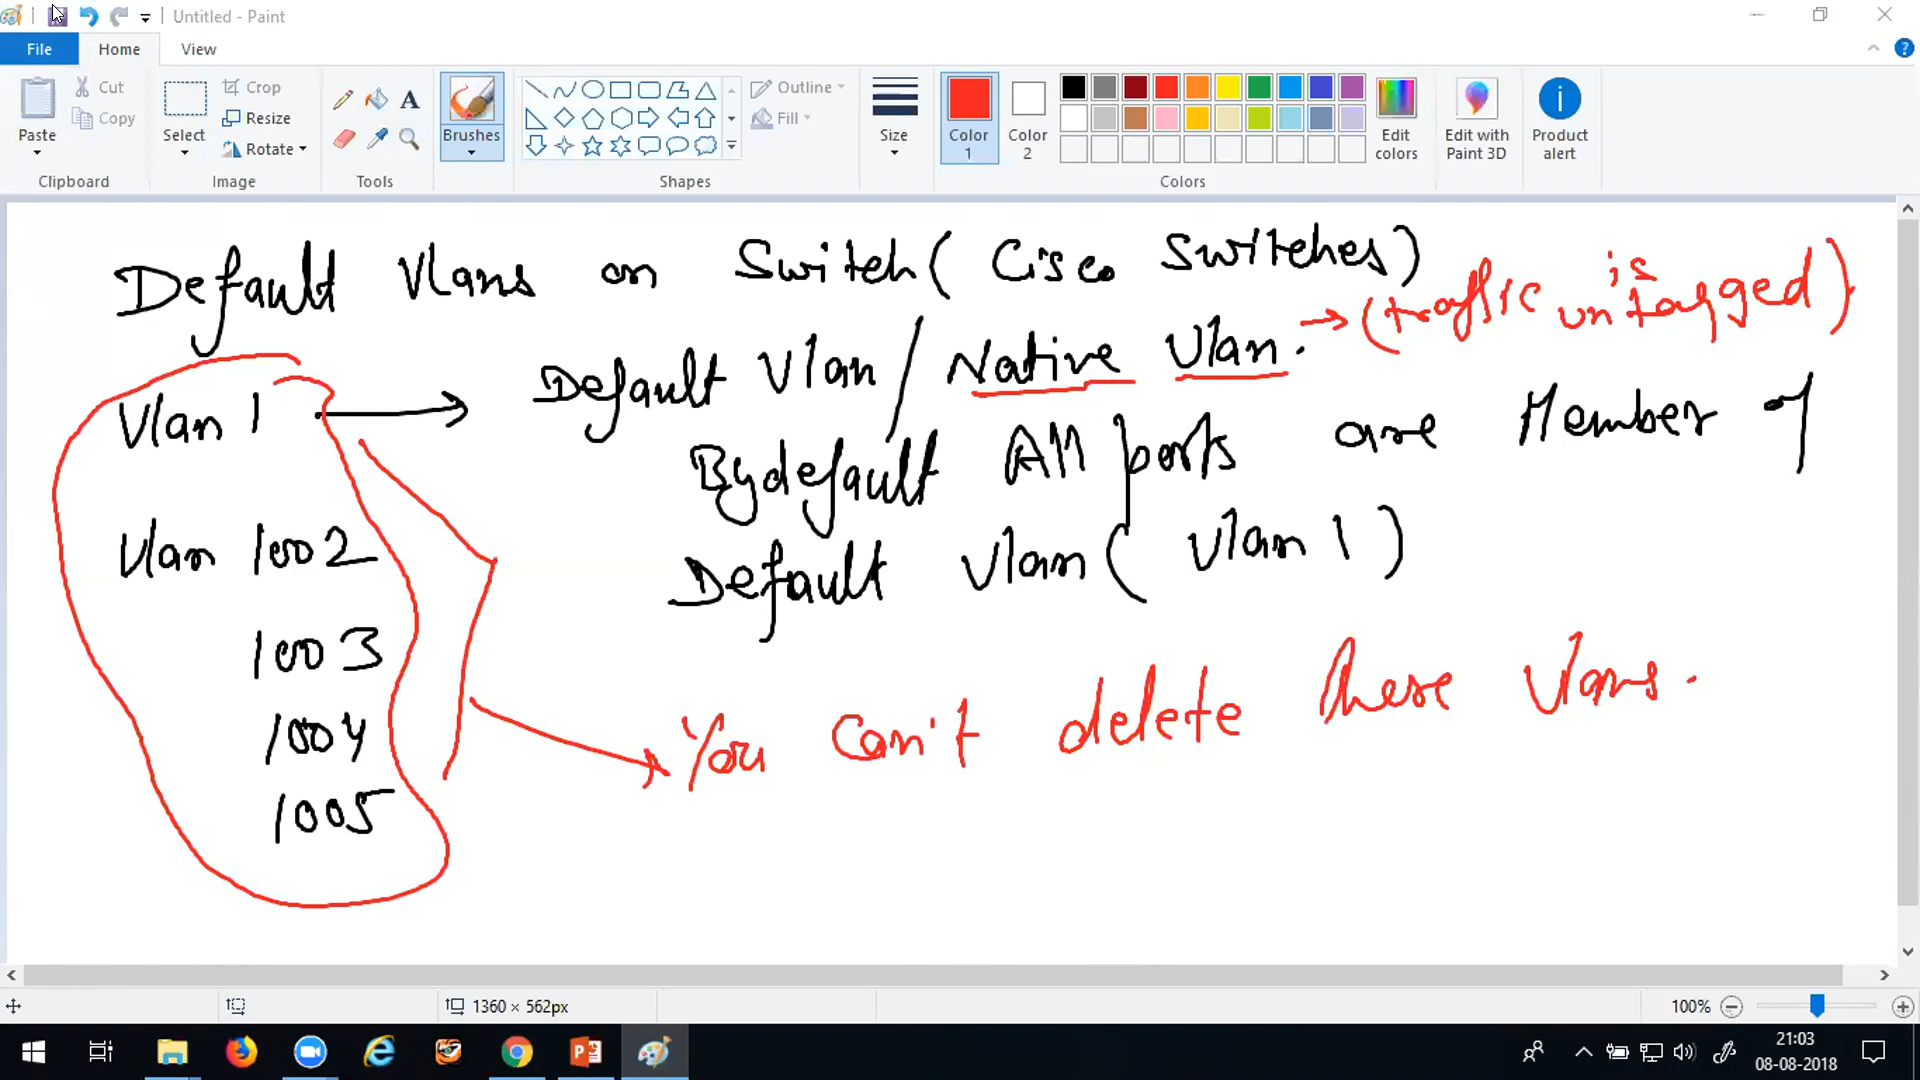 Untitled - Paint
File Home View
Paste
Cut
Copy
Clipboard
Select
Crop
Resize
Rotate
Image
A
Tools
Brushes
Outline
Fill
Shapes
Size
Color 1
Color 2
Edit colors
Colors
Edit with Paint 3D
Product alert
Default Vlans on Switch ( Cisco Switches)
Default Vlan / Native Vlan. → (traffic is untagged)
Vlan 1
Bydefault All ports are Member of
Default Vlan ( Vlan 1 )
Vlan 1002
1003
1004
1005
You Can't delete these Vlans.
1360 × 562px
100%
21:03
08-08-2018